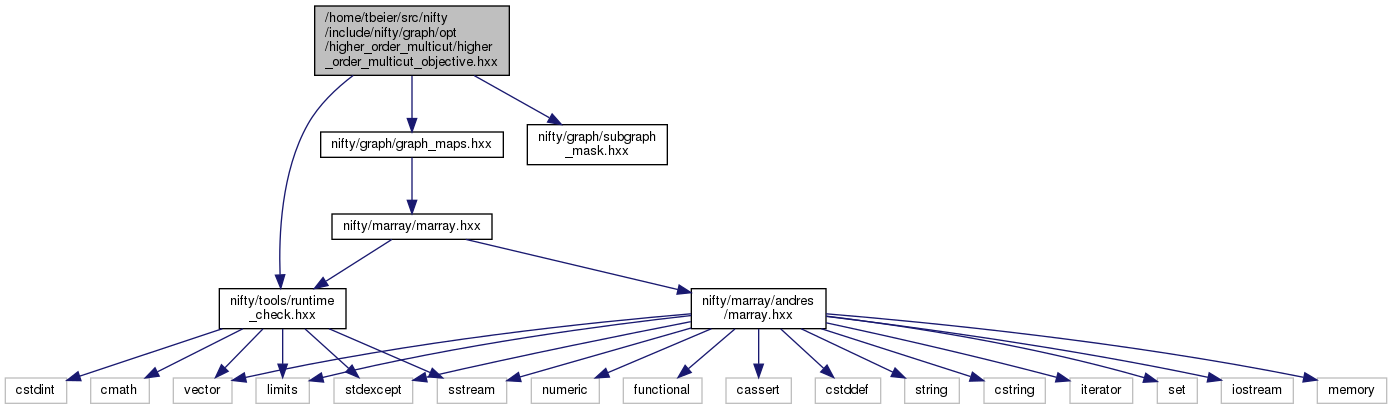 /home/tbeier/src/nifty
/include/nifty/graph/opt
/higher_order_multicut/higher
_order_multicut_objective.hxx
nifty/graph/graph_maps.hxx
nifty/graph/subgraph
_mask.hxx
nifty/marray/marray.hxx
nifty/tools/runtime
_check.hxx
nifty/marray/andres
/marray.hxx
cstdint
cmath
vector
limits
stdexcept
sstream
numeric
functional
cassert
cstddef
string
cstring
iterator
set
iostream
memory